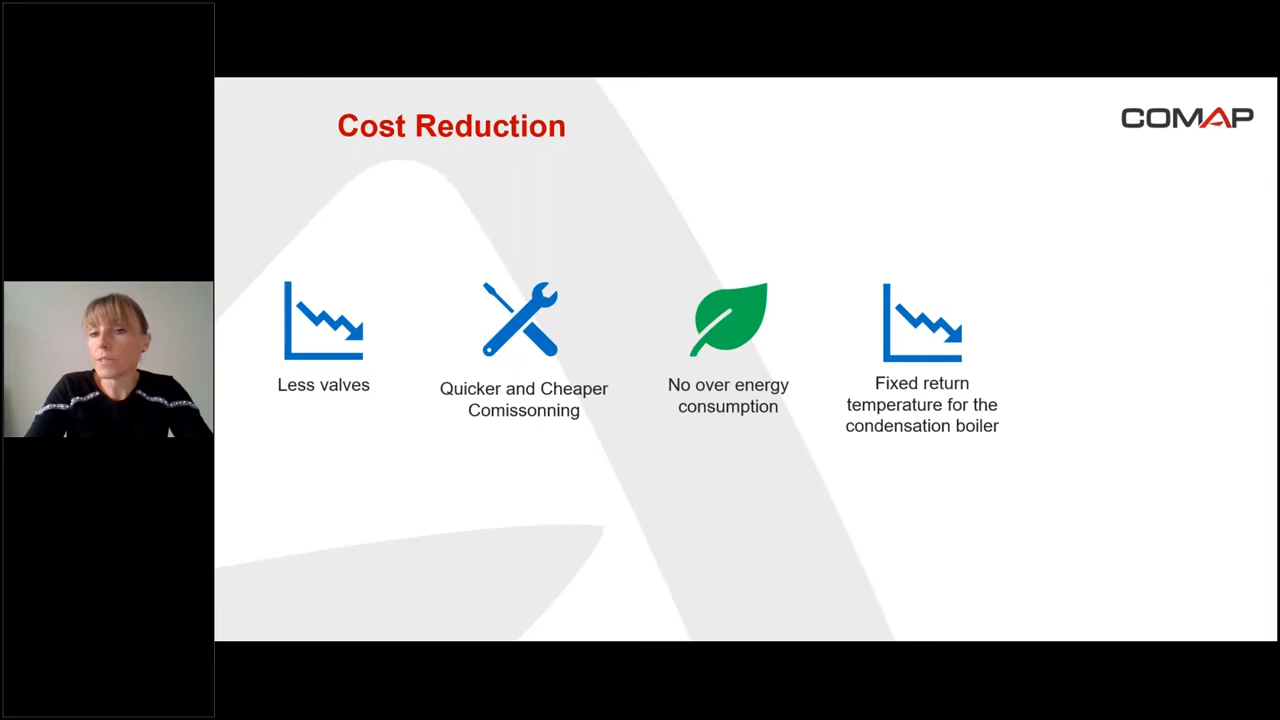 Cost Reduction
COMAP
Less valves
Quicker and Cheaper
Comissonning
No over energy
consumption
Fixed return
temperature for the
condensation boiler